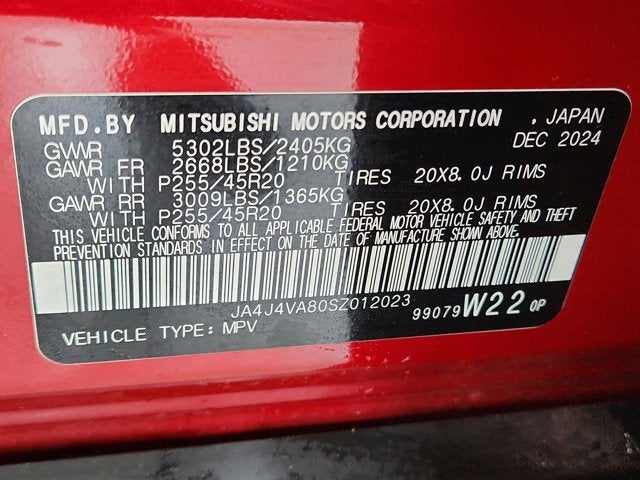 MFD.BY MITSUBISHI MOTORS CORPORATION , JAPAN
GVWR 5302LBS/2405KG DEC 2024
GAWR FR 2668LBS/1210KG
WITH P255/45R20 TIRES 20X8.0J RIMS
GAWR RR 3009LBS/1365KG
WITH P255/45R20 TIRES 20X8.0J RIMS
THIS VEHICLE CONFORMS TO ALL APPLICABLE FEDERAL MOTOR VEHICLE SAFETY AND THEFT
PREVENTION STANDARDS IN EFFECT ON THE DATE OF MANUFACTURE SHOWN ABOVE.
JA4J4VA80SZ012023
VEHICLE TYPE: MPV 99079 W22 0P